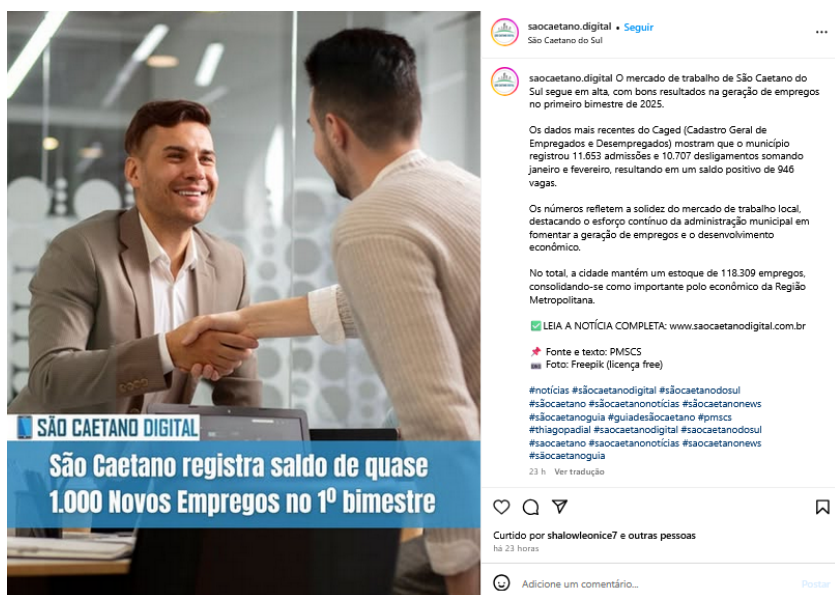 SÃO CAETANO DIGITAL
São Caetano registra saldo de quase
1.000 Novos Empregos no 1º bimestre
saocaetano.digital • Seguir
São Caetano do Sul
saocaetano.digital O mercado de trabalho de São Caetano do
Sul segue em alta, com bons resultados na geração de empregos
no primeiro bimestre de 2025.
Os dados mais recentes do Caged (Cadastro Geral de
Empregados e Desempregados) mostram que o município
registrou 11.653 admissões e 10.707 desligamentos somando
janeiro e fevereiro, resultando em um saldo positivo de 946
vagas.
Os números refletem a solidez do mercado de trabalho local,
destacando o esforço contínuo da administração municipal em
fomentar a geração de empregos e o desenvolvimento
econômico.
No total, a cidade mantém um estoque de 118.309 empregos,
consolidando-se como importante polo econômico da Região
Metropolitana.
✅ LEIA A NOTÍCIA COMPLETA: www.saocaetanodigital.com.br
📌 Fonte e texto: PMSCS
📷 Foto: Freepik (licença free)
#notícias #sãocaetanodigital #sãocaetanodosul
#sãocaetano #sãocaetanonotícias #sãocaetanonews
#sãocaetanoguia #guiadesãocaetano #pmscs
#thiagopadial #saocaetanodigital #saocaetanodosul
#saocaetano #saocaetanonotícias #saocaetanonews
#sãocaetanoguia
23 h Ver tradução
Curtido por shalowleonice7 e outras pessoas
há 23 horas
Adicione um comentário...
Postar